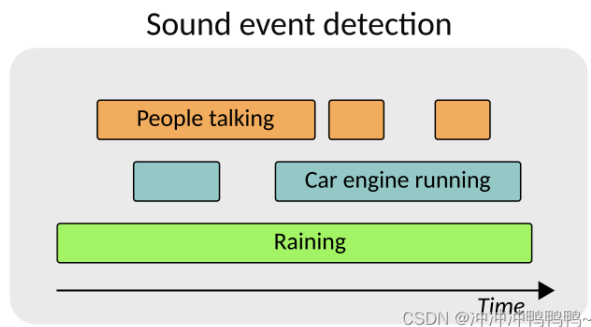 Sound event detection
People talking
Car engine running
Raining
Time
CSDN @冲冲冲鸭鸭鸭~